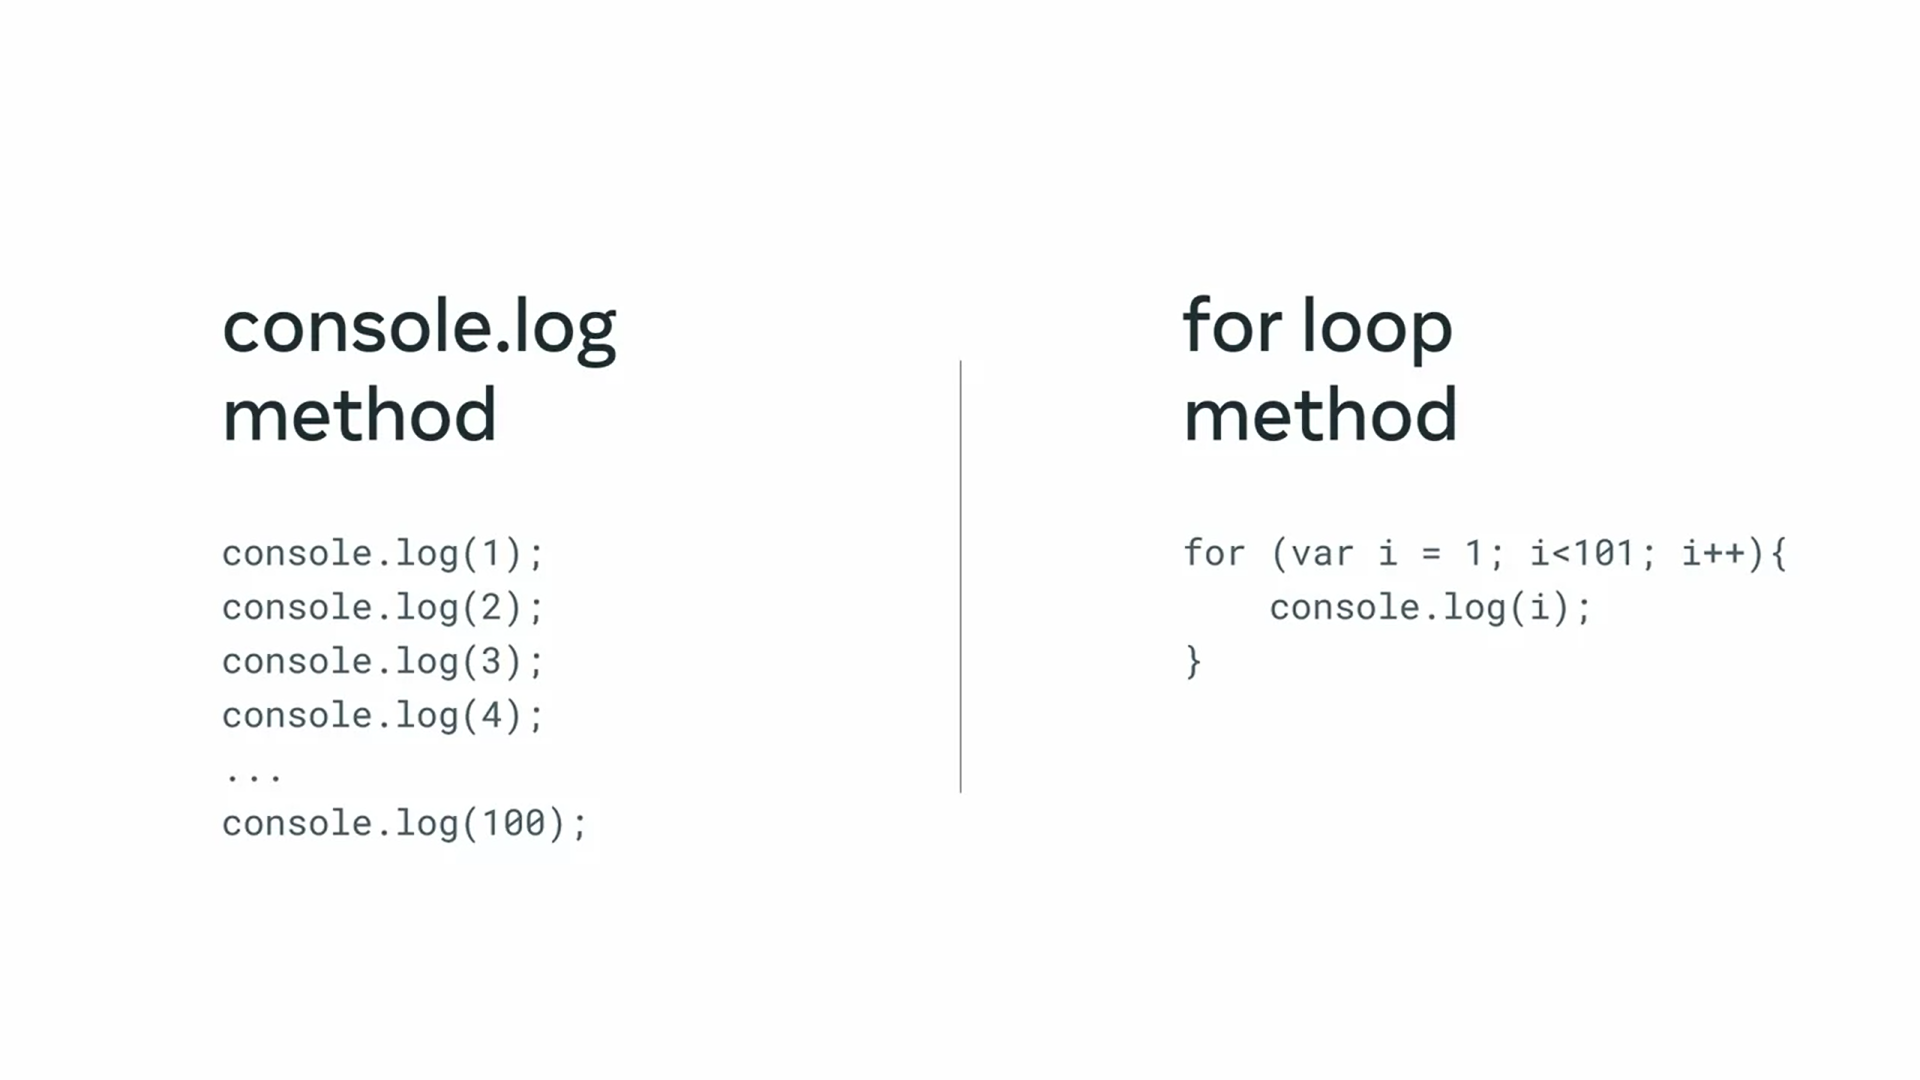 console.log
method
console.log(1);
console.log(2);
console.log(3);
console.log(4);
...
console.log(100);
for loop
method
for (var i = 1; i<101; i++){
    console.log(i);
}